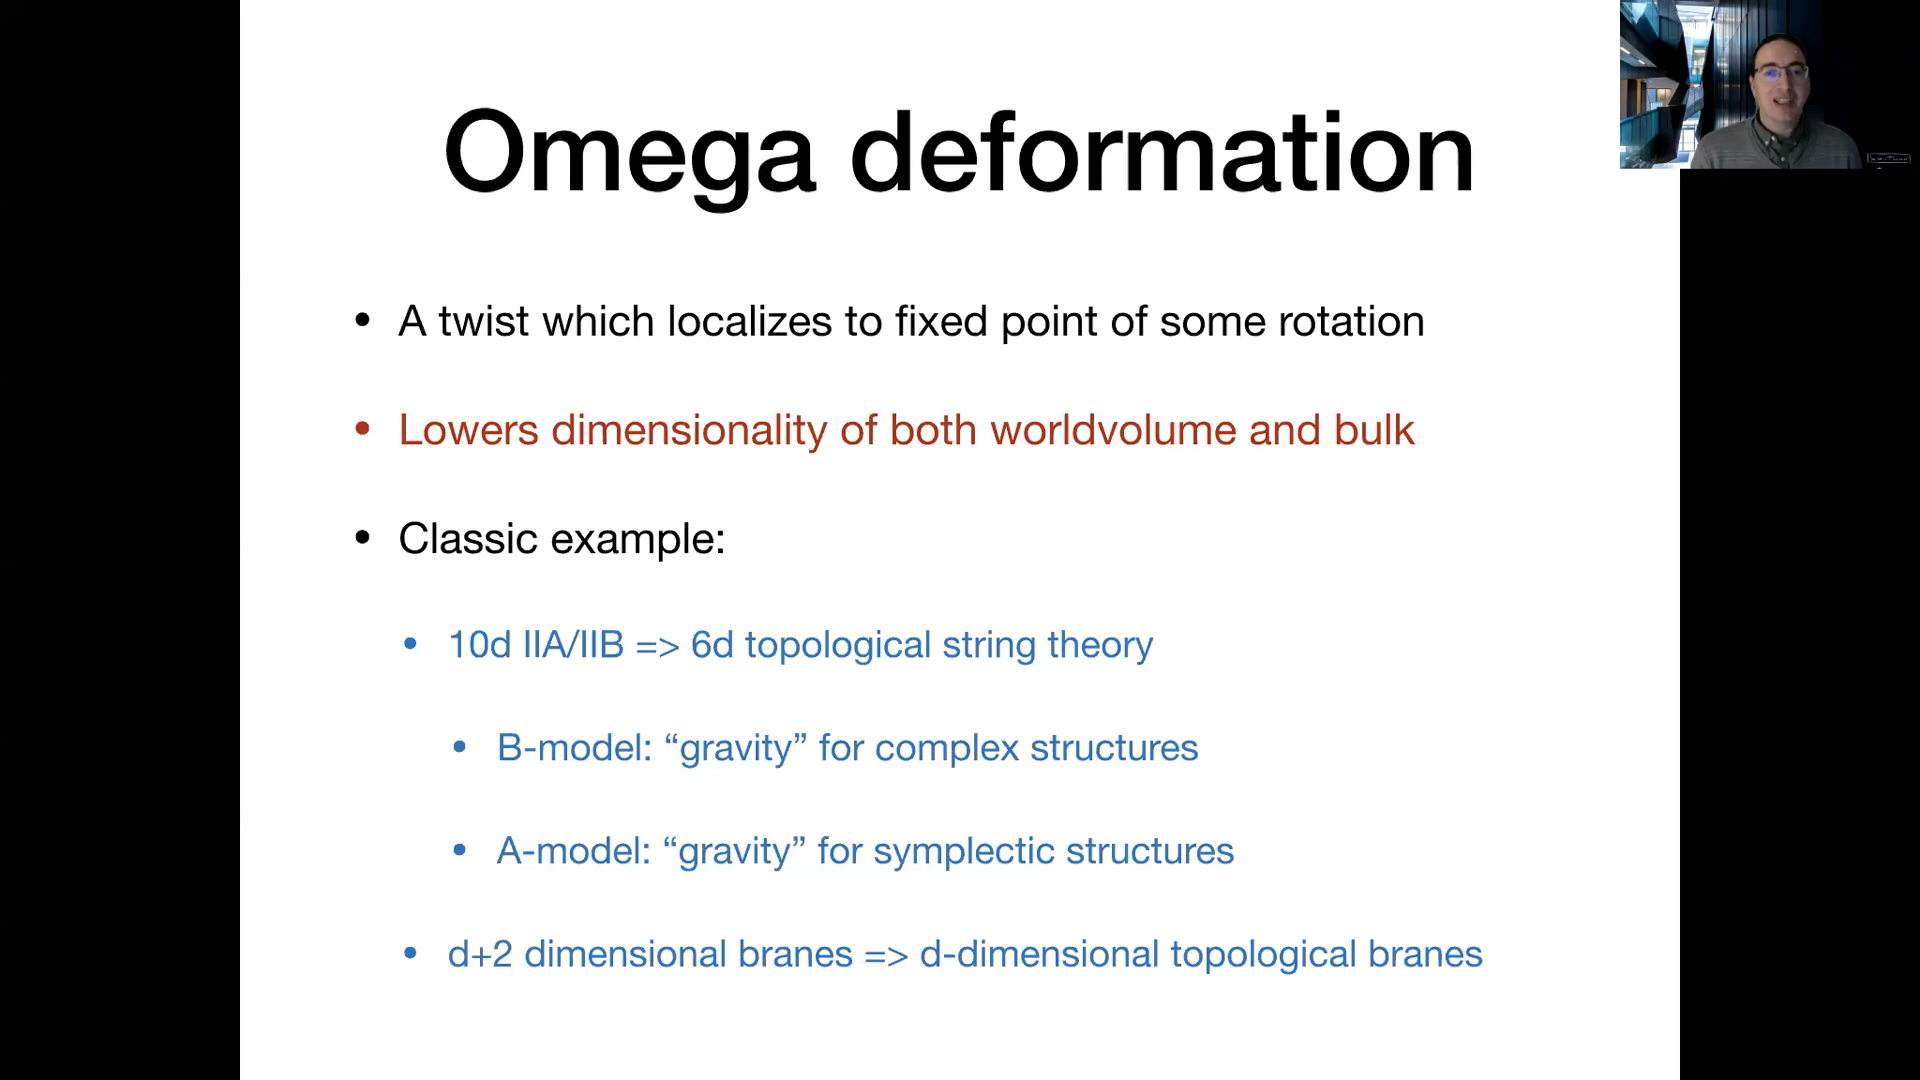 Omega deformation
• A twist which localizes to fixed point of some rotation
• Lowers dimensionality of both worldvolume and bulk
• Classic example:
• 10d IIA/IIB => 6d topological string theory
• B-model: “gravity” for complex structures
• A-model: “gravity” for symplectic structures
• d+2 dimensional branes => d-dimensional topological branes